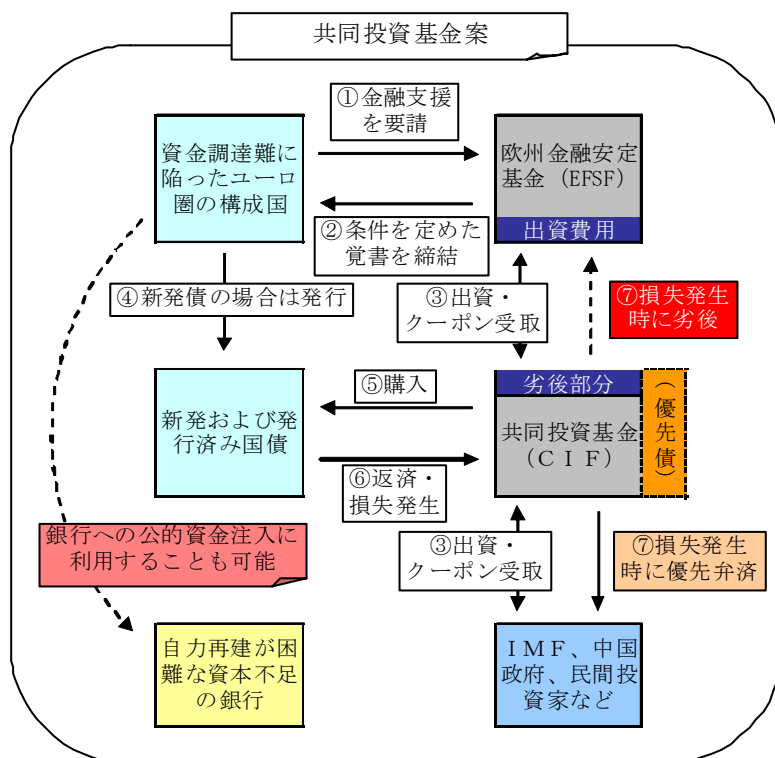 共同投資基金案
①金融支援
を要請
資金調達難に
陥ったユーロ
圏の構成国
欧州金融安定
基金（EFSF）
出資費用
②条件を定めた
覚書を締結
④新発債の場合は発行
③出資・
クーポン受取
⑦損失発生
時に劣後
新発および発
行済み国債
⑤購入
劣後部分
共同投資基金
（ＣＩＦ）
（優先債）
⑥返済・
損失発生
銀行への公的資金注入に
利用することも可能
③出資・
クーポン受取
⑦損失発生
時に優先弁済
自力再建が困
難な資本不足
の銀行
ＩＭＦ、中国
政府、民間投
資家など